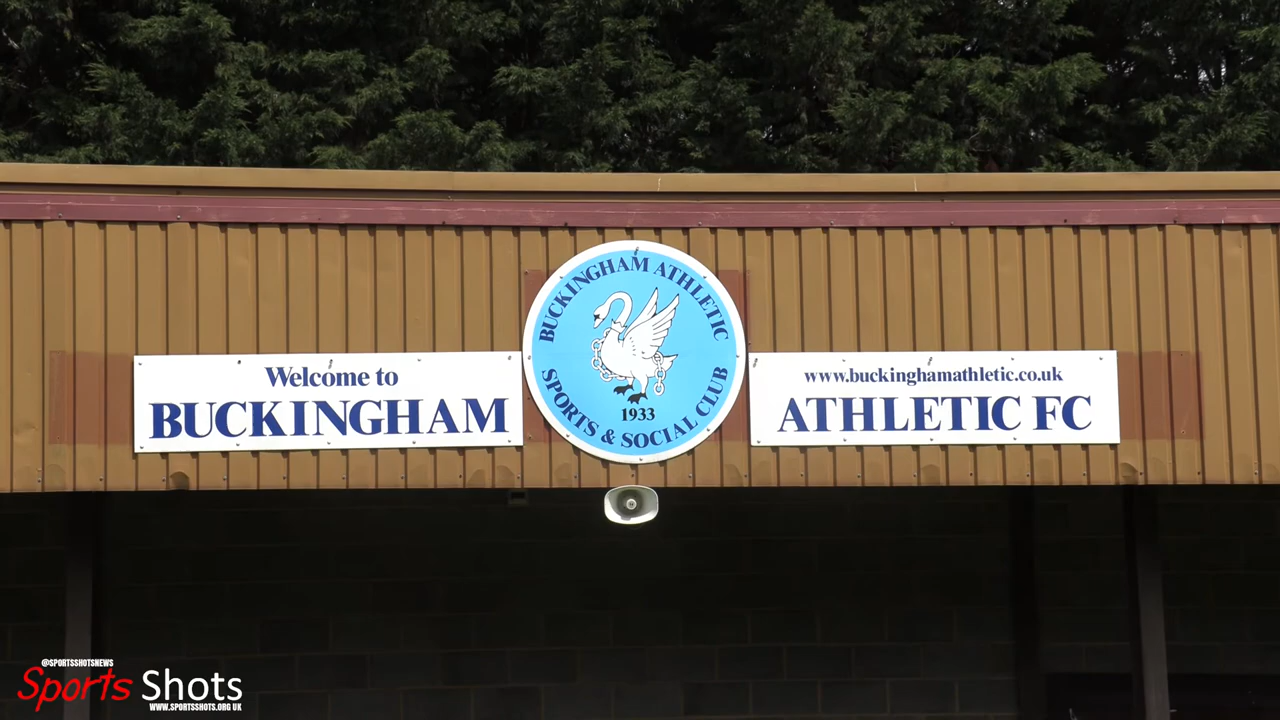 Welcome to
BUCKINGHAM
BUCKINGHAM ATHLETIC
1933
SPORTS & SOCIAL CLUB
www.buckinghamathletic.co.uk
ATHLETIC FC
@SPORTSSHOTSNEWS
Sports Shots
WWW.SPORTSSHOTS.ORG.UK